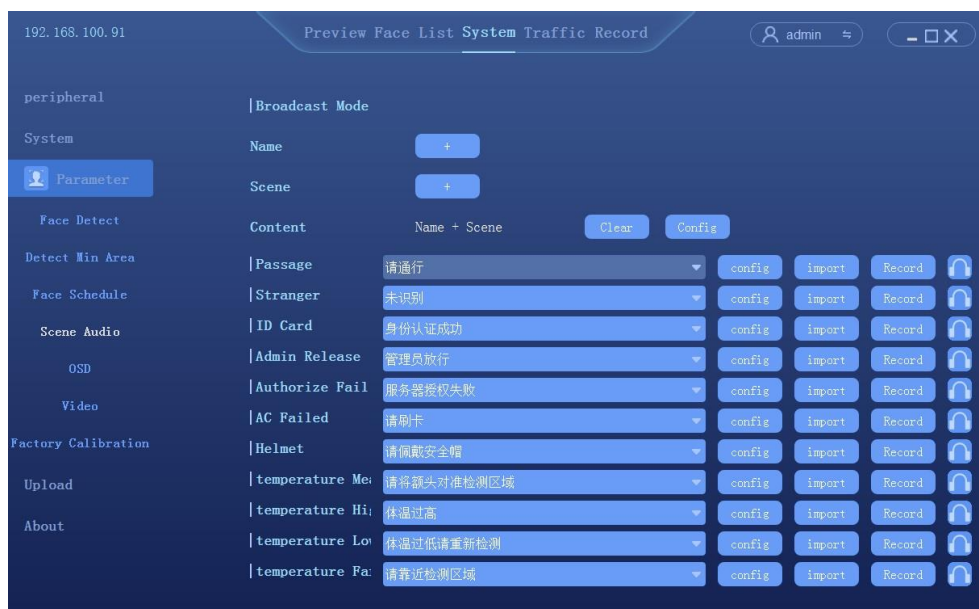 192.168.100.91
Preview Face List System Traffic Record
admin
peripheral
System
Parameter
Face Detect
Detect Min Area
Face Schedule
Scene Audio
OSD
Video
Factory Calibration
Upload
About
Broadcast Mode
Name +
Scene +
Content Name + Scene Clear Config
Passage 请通行 config import Record
Stranger 未识别 config import Record
ID Card 身份认证成功 config import Record
Admin Release 管理员放行 config import Record
Authorize Fail 服务器授权失败 config import Record
AC Failed 请刷卡 config import Record
Helmet 请佩戴安全帽 config import Record
temperature Mea 请将额头对准检测区域 config import Record
temperature Hi 体温过高 config import Record
temperature Lo 体温过低请重新检测 config import Record
temperature Fa 请靠近检测区域 config import Record